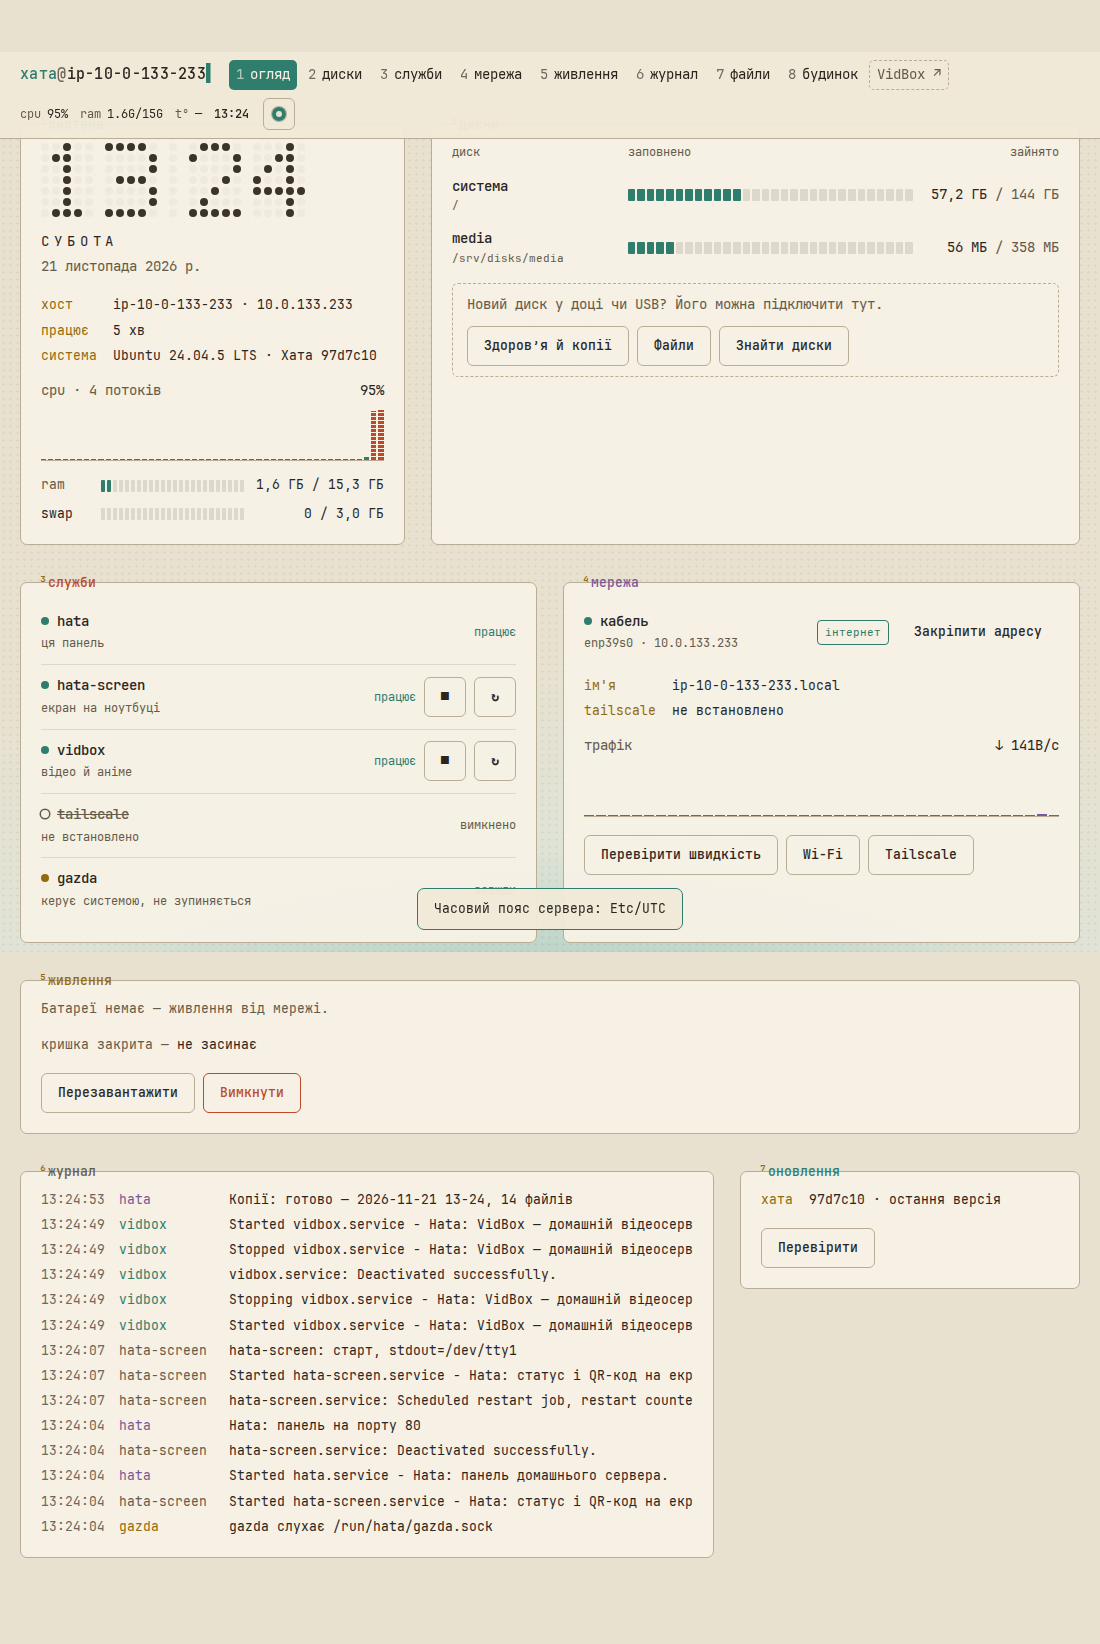 хата@ip-10-0-133-233
1 огляд 2 диски 3 служби 4 мережа 5 живлення 6 журнал 7 файли 8 будинок VidBox ↗
cpu 95% ram 1.6G/15G t° — 13:24
13:24
СУБОТА
21 листопада 2026 р.
хост ip-10-0-133-233 · 10.0.133.233
працює 5 хв
система Ubuntu 24.04.5 LTS · Хата 97d7c10
cpu · 4 потоків 95%
ram 1,6 ГБ / 15,3 ГБ
swap 0 / 3,0 ГБ
диск заповнено зайнято
система 57,2 ГБ / 144 ГБ
/
media 56 МБ / 358 МБ
/srv/disks/media
Новий диск у доці чи USB? Його можна підключити тут.
Здоров’я й копії Файли Знайти диски
3 служби
hata працює
ця панель
hata-screen працює ■ ↻
екран на ноутбуці
vidbox працює ■ ↻
відео й аніме
tailscale вимкнено
не встановлено
gazda
керує системою, не зупиняється
4 мережа
кабель інтернет Закріпити адресу
enp39s0 · 10.0.133.233
ім'я ip-10-0-133-233.local
tailscale не встановлено
трафік ↓ 141B/c
Перевірити швидкість Wi-Fi Tailscale
Часовий пояс сервера: Etc/UTC
5 живлення
Батареї немає — живлення від мережі.
кришка закрита — не засинає
Перезавантажити Вимкнути
6 журнал
13:24:53 hata Копії: готово — 2026-11-21 13-24, 14 файлів
13:24:49 vidbox Started vidbox.service - Hata: VidBox — домашній відеосерв
13:24:49 vidbox Stopped vidbox.service - Hata: VidBox — домашній відеосерв
13:24:49 vidbox vidbox.service: Deactivated successfully.
13:24:49 vidbox Stopping vidbox.service - Hata: VidBox — домашній відеосер
13:24:49 vidbox Started vidbox.service - Hata: VidBox — домашній відеосерв
13:24:07 hata-screen hata-screen: старт, stdout=/dev/tty1
13:24:07 hata-screen Started hata-screen.service - Hata: статус і QR-код на екр
13:24:07 hata-screen hata-screen.service: Scheduled restart job, restart counte
13:24:04 hata Hata: панель на порту 80
13:24:04 hata-screen hata-screen.service: Deactivated successfully.
13:24:04 hata Started hata.service - Hata: панель домашнього сервера.
13:24:04 hata-screen Started hata-screen.service - Hata: статус і QR-код на екр
13:24:04 gazda gazda слухає /run/hata/gazda.sock
7 оновлення
хата 97d7c10 · остання версія
Перевірити